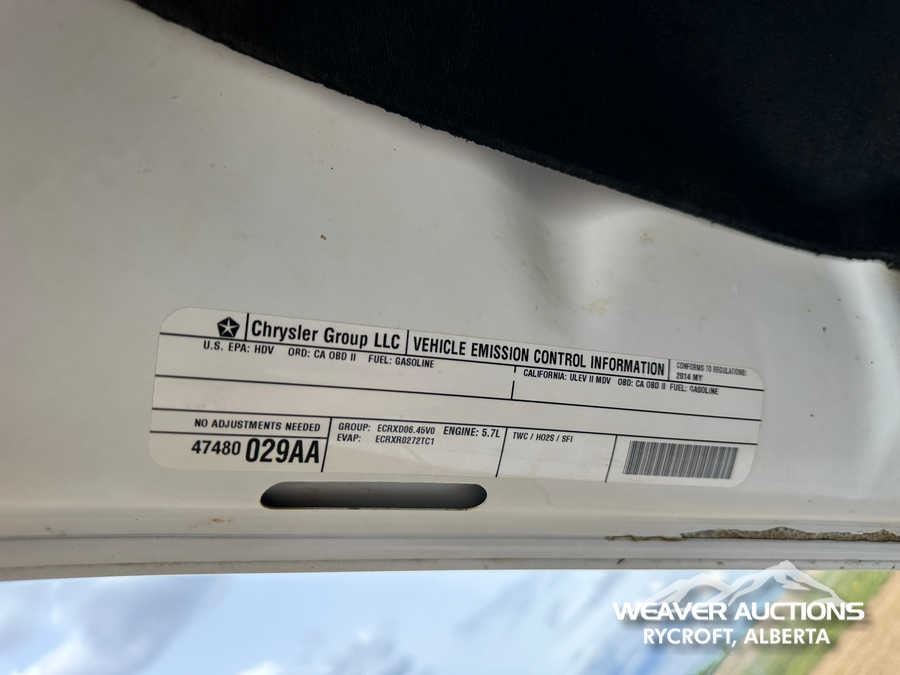 Chrysler Group LLC
VEHICLE EMISSION CONTROL INFORMATION
CONFORMS TO REGULATIONS:
2014 MY
U.S. EPA: HDV ORD: CA OBD II FUEL: GASOLINE
CALIFORNIA: ULEV II MDV OBD: CA OBD II FUEL: GASOLINE
NO ADJUSTMENTS NEEDED
47480 029AA
GROUP: ECRXD06.45V0 ENGINE: 5.7L
EVAP: ECRXR0272TC1
TWC / HO2S / SFI
WEAVER AUCTIONS
RYCROFT, ALBERTA